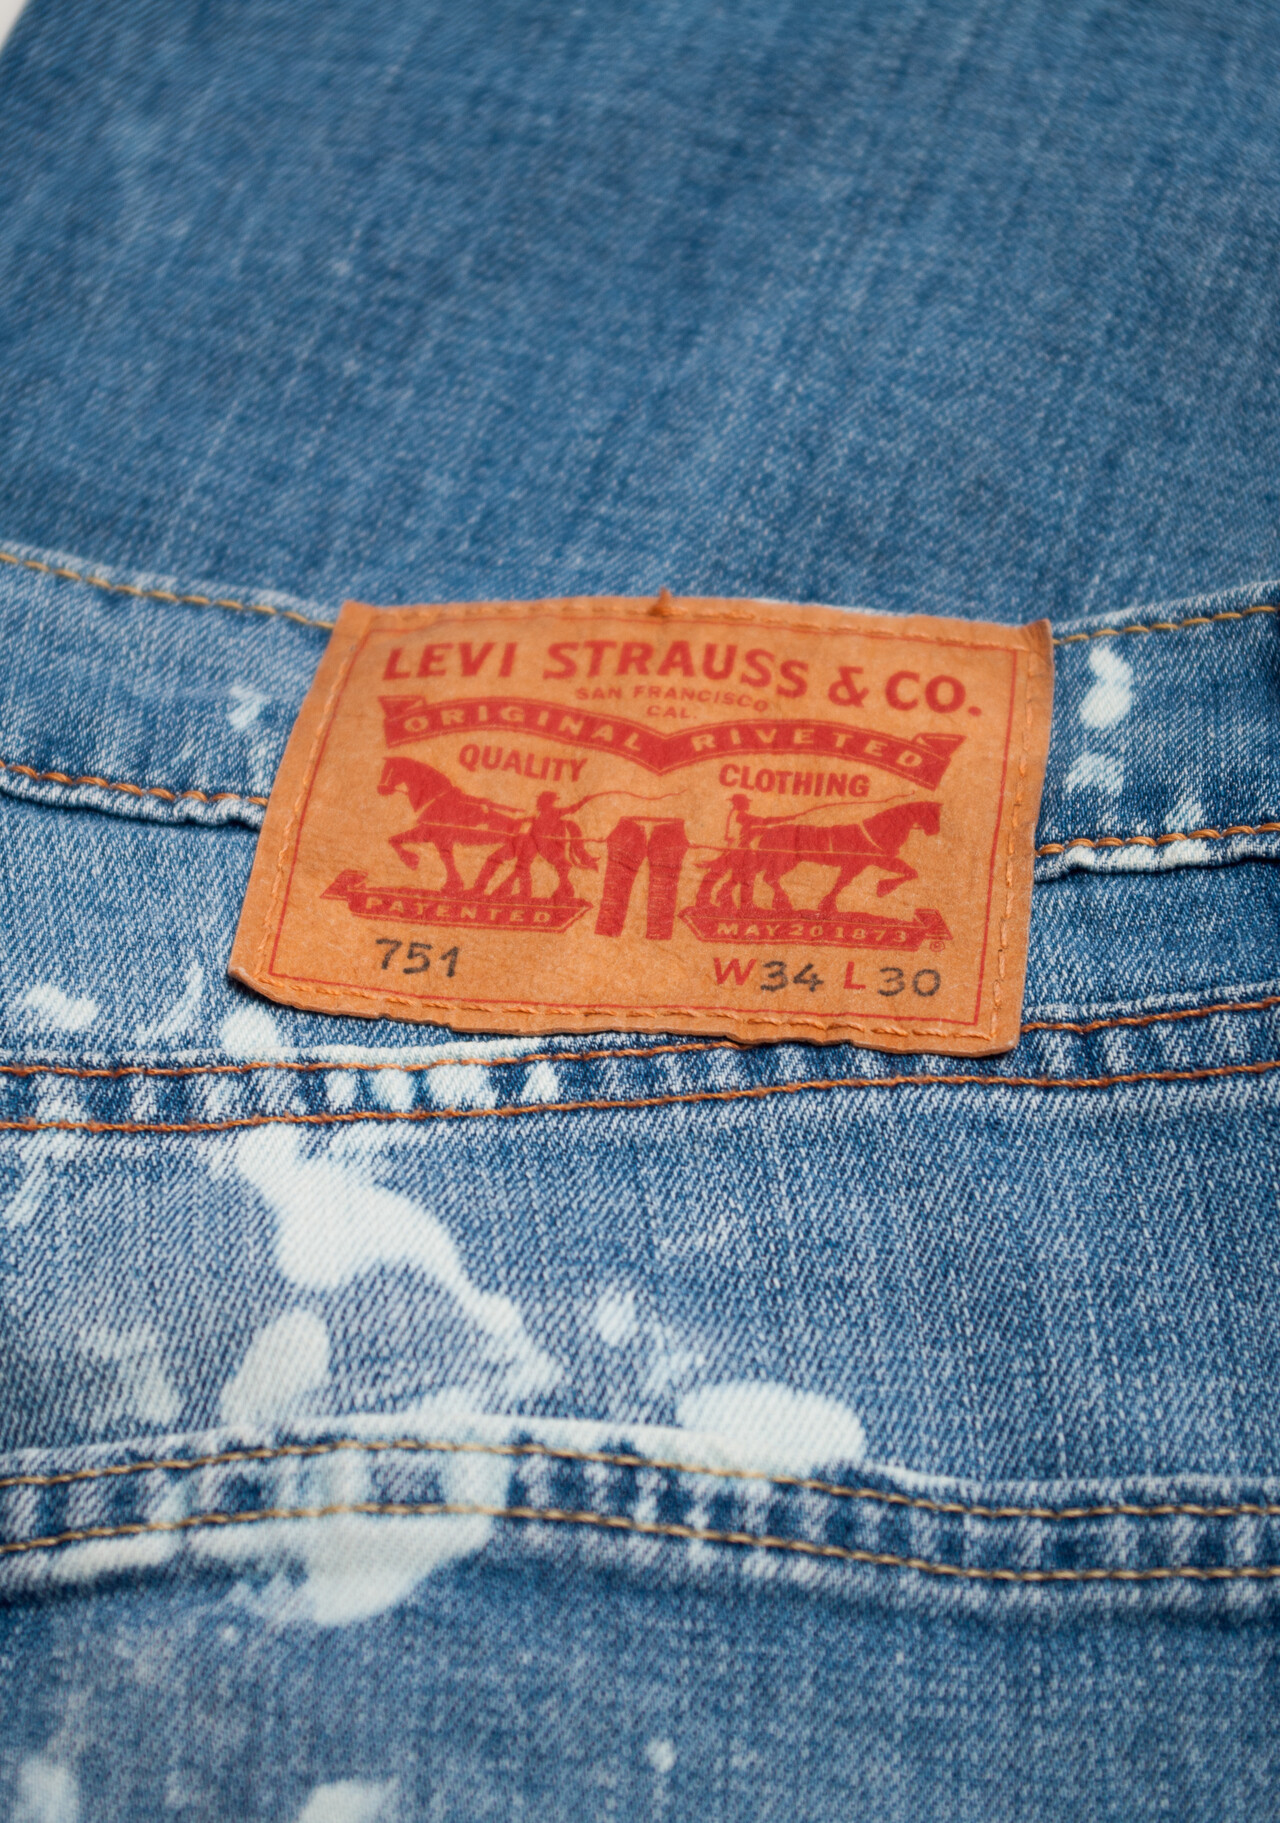 LEVI STRAUSS & CO.
SAN FRANCISCO
CAL.
ORIGINAL RIVETED
QUALITY CLOTHING
PATENTED MAY 20 1873 ®
751 W34 L30